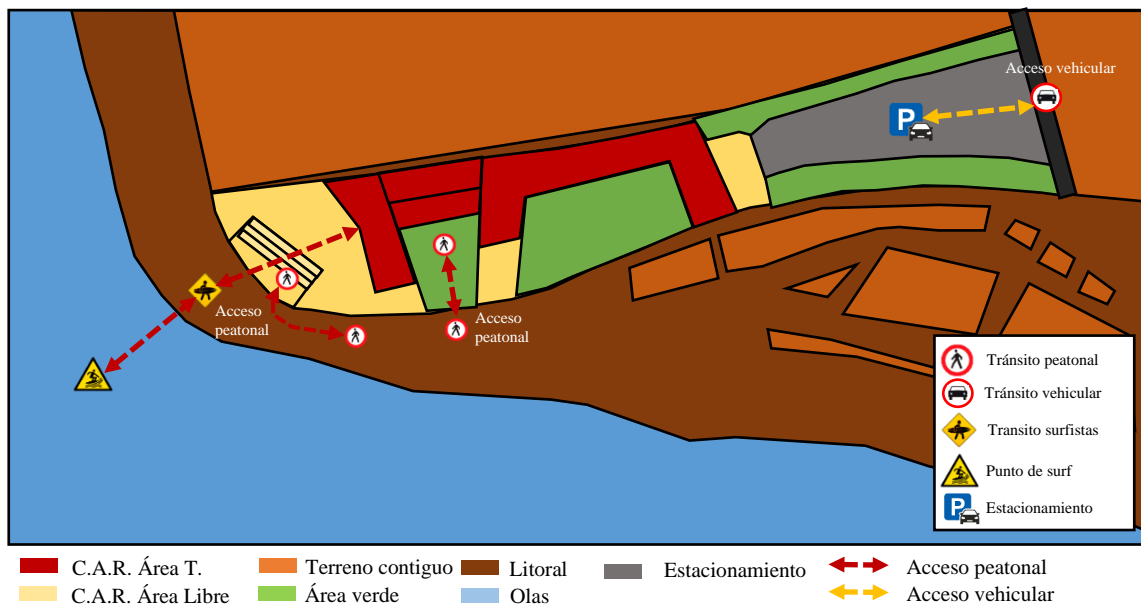 Acceso vehicular
P
Acceso
peatonal
Acceso
peatonal
Tránsito peatonal
Tránsito vehicular
Transito surfistas
Punto de surf
P
Estacionamiento
C.A.R. Área T.
Terreno contiguo
Litoral
Estacionamiento
Acceso peatonal
C.A.R. Área Libre
Área verde
Olas
Acceso vehicular